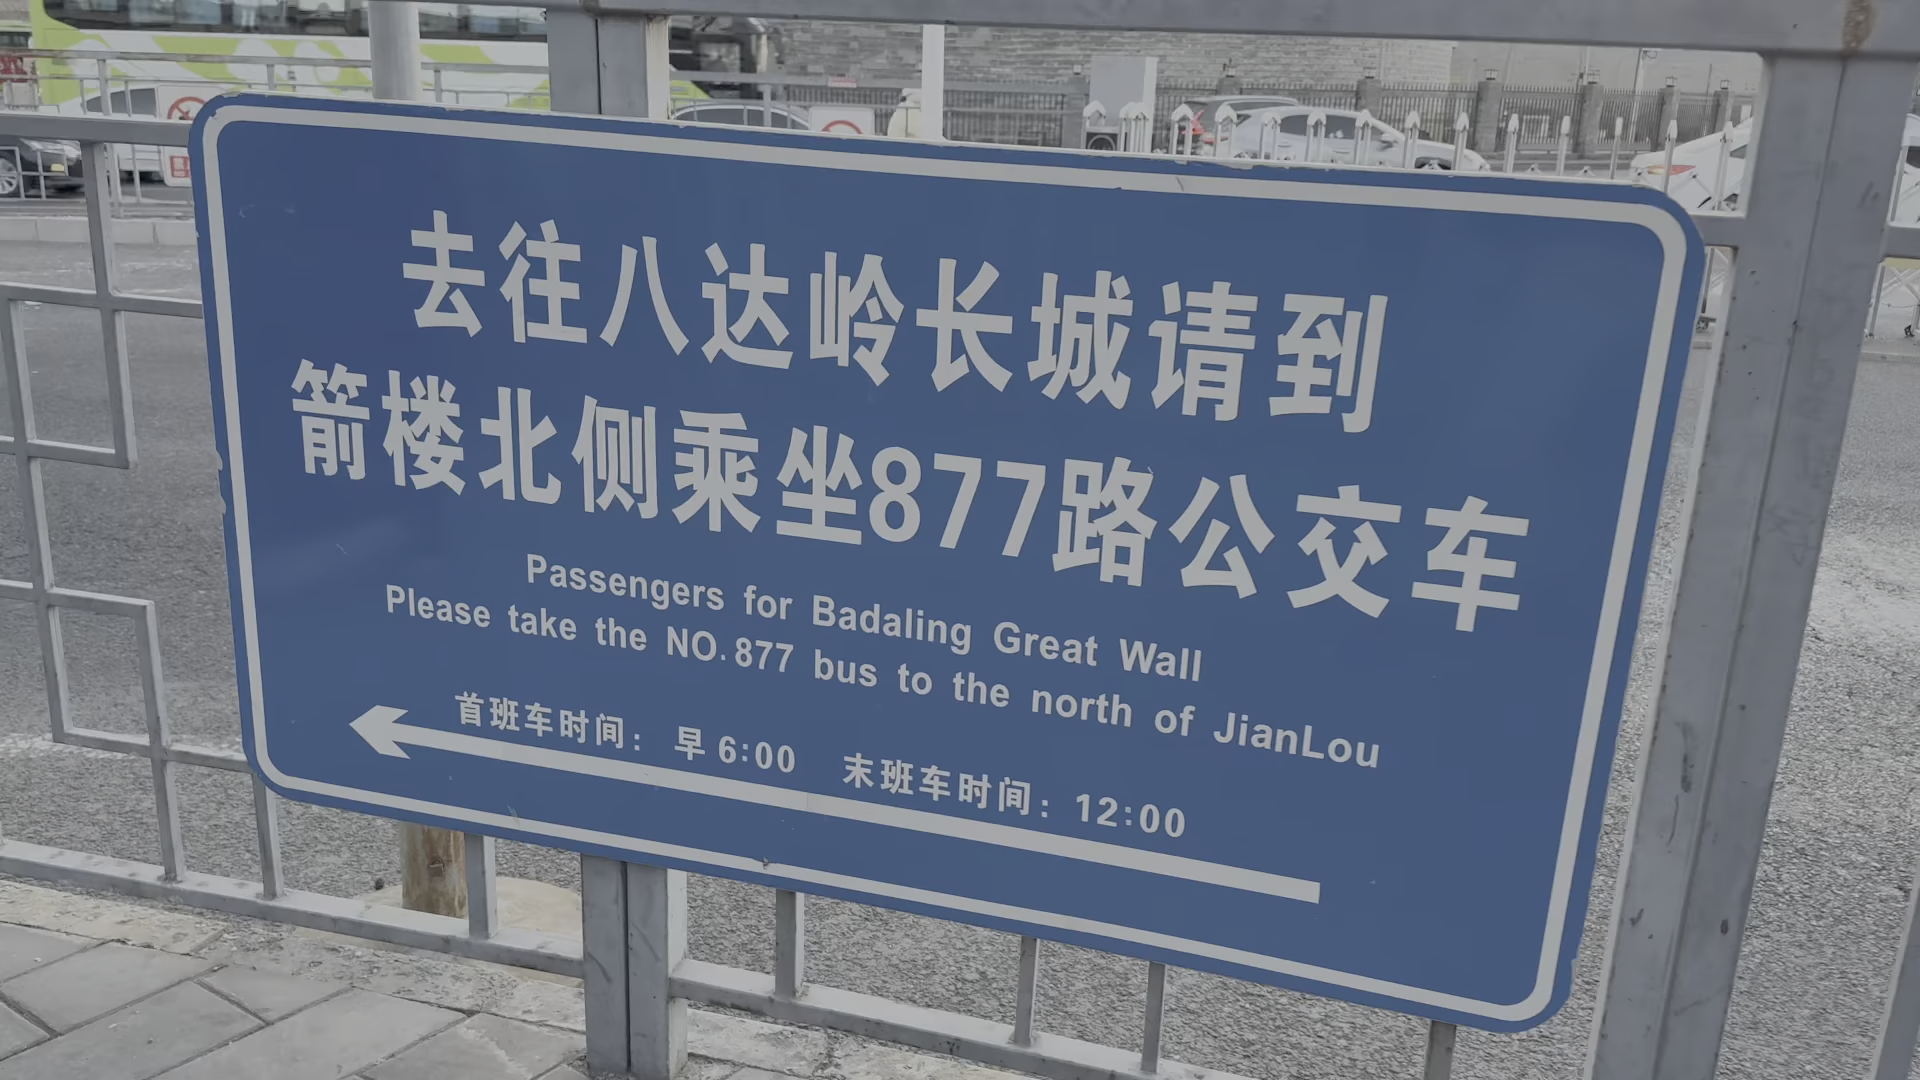 去往八达岭长城请到
箭楼北侧乘坐877路公交车
Passengers for Badaling Great Wall
Please take the NO.877 bus to the north of JianLou
首班车时间：早6:00 末班车时间：12:00